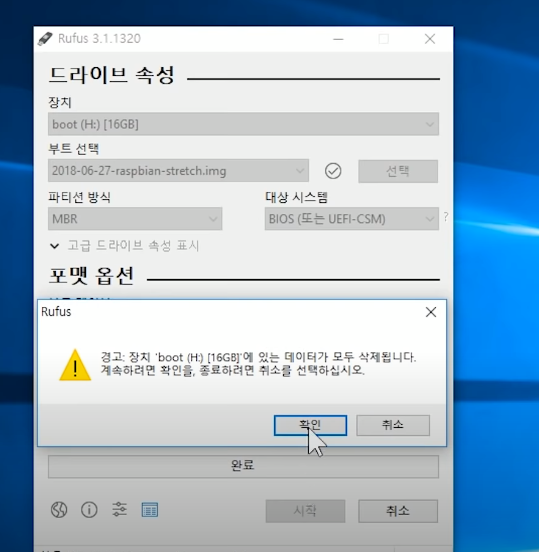 Rufus 3.1.1320
드라이브 속성
장치
boot (H:) [16GB]
부트 선택
2018-06-27-raspbian-stretch.img
선택
파티션 방식
대상 시스템
MBR
BIOS (또는 UEFI-CSM)
?
고급 드라이브 속성 표시
포맷 옵션
Rufus
경고: 장치 'boot (H:) [16GB]'에 있는 데이터가 모두 삭제됩니다.
계속하려면 확인을, 종료하려면 취소를 선택하십시오.
확인
취소
완료
시작
취소